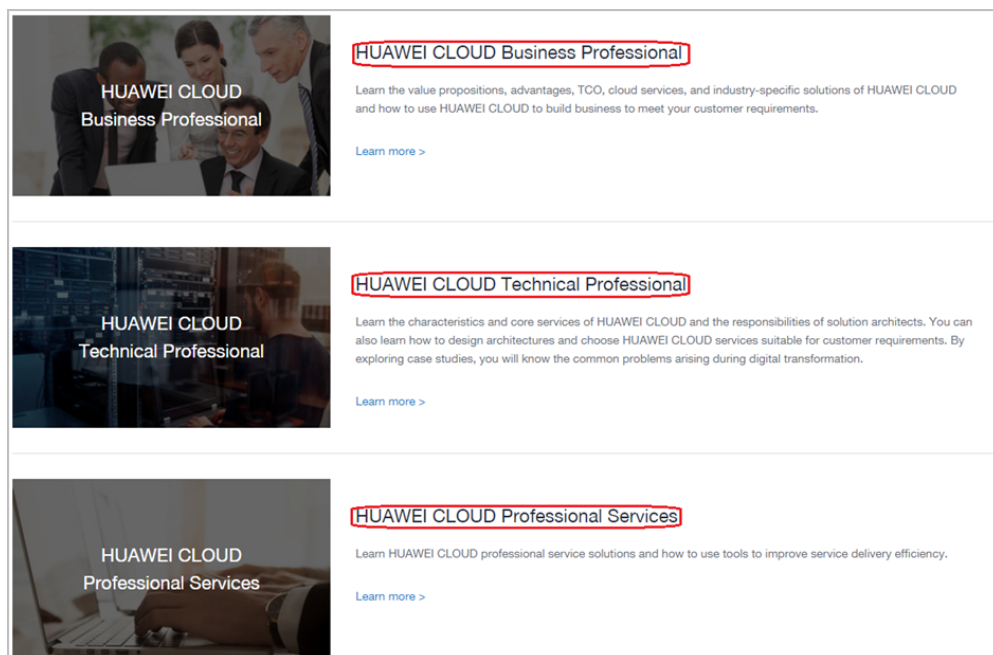 HUAWEI CLOUD
Business Professional
HUAWEI CLOUD Business Professional
Learn the value propositions, advantages, TCO, cloud services, and industry-specific solutions of HUAWEI CLOUD
and how to use HUAWEI CLOUD to build business to meet your customer requirements.
Learn more >
HUAWEI CLOUD
Technical Professional
HUAWEI CLOUD Technical Professional
Learn the characteristics and core services of HUAWEI CLOUD and the responsibilities of solution architects. You can
also learn how to design architectures and choose HUAWEI CLOUD services suitable for customer requirements. By
exploring case studies, you will know the common problems arising during digital transformation.
Learn more >
HUAWEI CLOUD
Professional Services
HUAWEI CLOUD Professional Services
Learn HUAWEI CLOUD professional service solutions and how to use tools to improve service delivery efficiency.
Learn more >